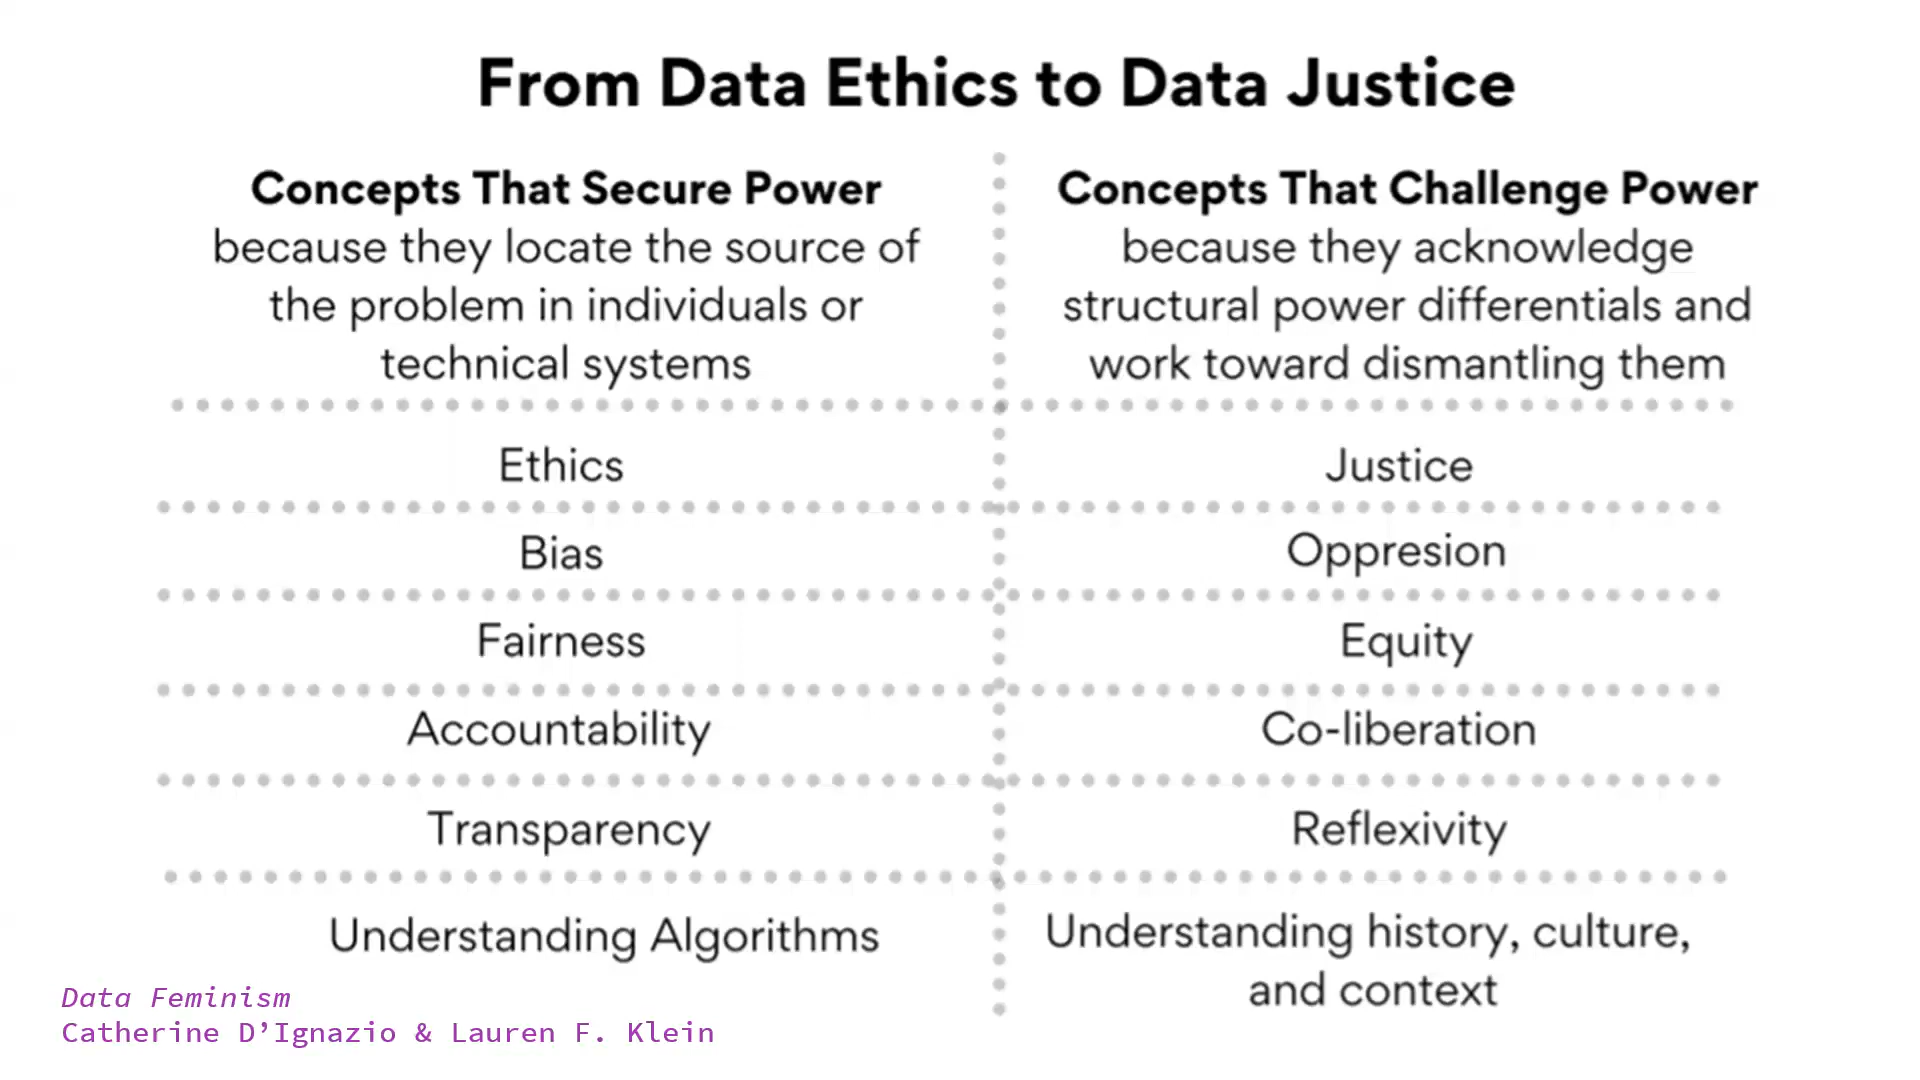 From Data Ethics to Data Justice
Concepts That Secure Power
because they locate the source of
the problem in individuals or
technical systems
Concepts That Challenge Power
because they acknowledge
structural power differentials and
work toward dismantling them
Ethics
Justice
Bias
Oppresion
Fairness
Equity
Accountability
Co-liberation
Transparency
Reflexivity
Understanding Algorithms
Understanding history, culture,
and context
Data Feminism
Catherine D’Ignazio & Lauren F. Klein